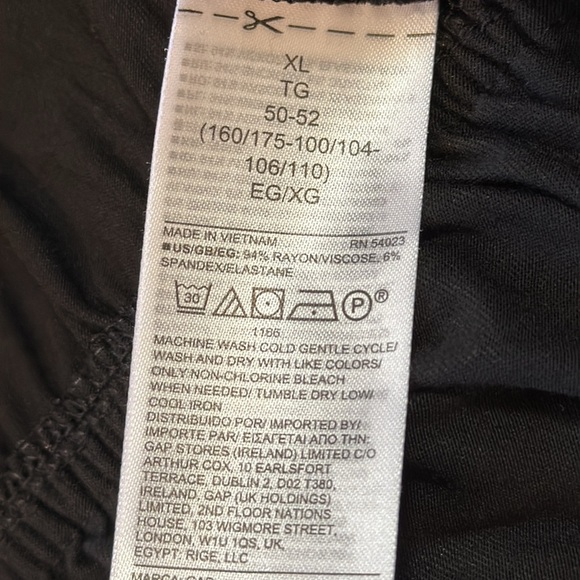 XL
TG
50-52
(160/175-100/104-
106/110)
EG/XG
MADE IN VIETNAM RN 54023
■US/GB/EG: 94% RAYON/VISCOSE, 6%
SPANDEX/ELASTANE
30 P®
1166
MACHINE WASH COLD GENTLE CYCLE/
WASH AND DRY WITH LIKE COLORS/
ONLY NON-CHLORINE BLEACH
WHEN NEEDED/ TUMBLE DRY LOW/
COOL IRON
DISTRIBUIDO POR/ IMPORTED BY/
IMPORTE PAR/ ΕΙΣΑΓΕΤΑΙ ΑΠΟ ΤΗΝ:
GAP STORES (IRELAND) LIMITED C/O
ARTHUR COX, 10 EARLSFORT
TERRACE, DUBLIN 2, D02 T380,
IRELAND, GAP (UK HOLDINGS)
LIMITED, 2ND FLOOR NATIONS
HOUSE, 103 WIGMORE STREET,
LONDON, W1U 1QS, UK,
EGYPT: RIGE, LLC
MARCA: GAP